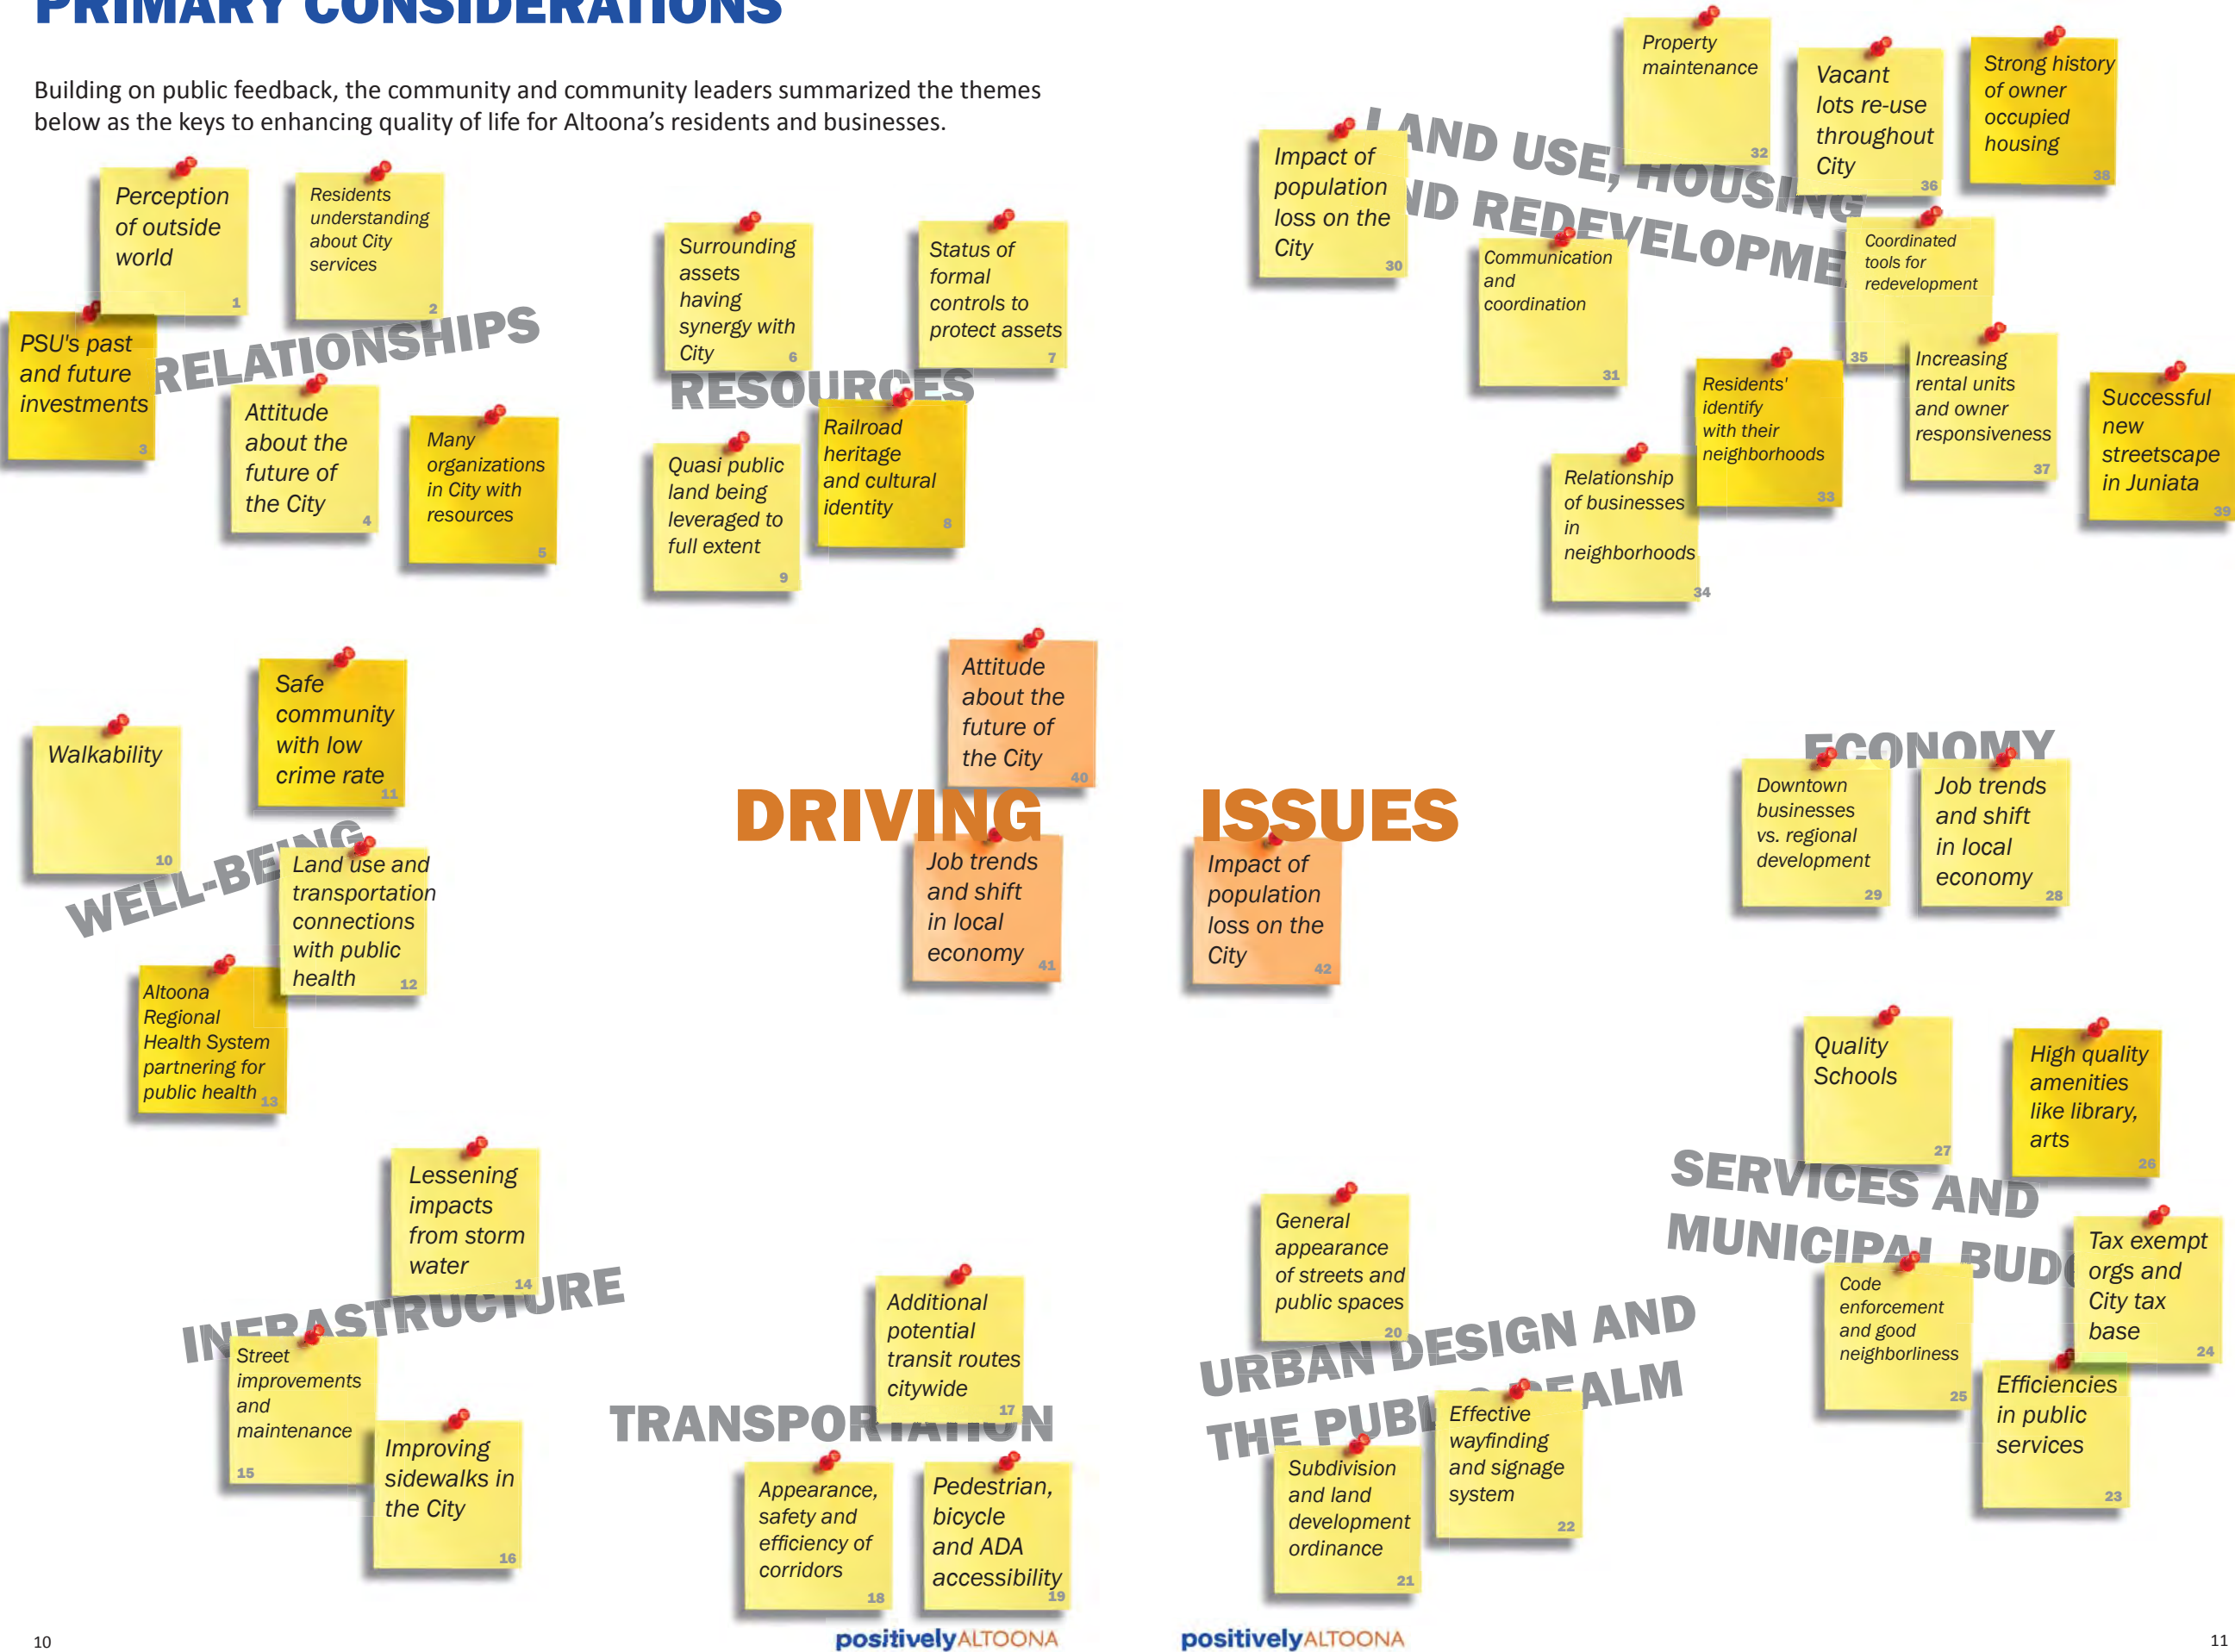 PRIMARY CONSIDERATIONS
Building on public feedback, the community and community leaders summarized the themes
below as the keys to enhancing quality of life for Altoona's residents and businesses.
Perception
of outside
world
1
Residents
understanding
about City
services
2
PSU's past
and future
investments
3
RELATIONSHIPS
Attitude
about the
future of
the City
4
Many
organizations
in City with
resources
5
Surrounding
assets
having
synergy with
City
6
Status of
formal
controls to
protect assets
7
RESOURCES
Railroad
heritage
and cultural
identity
8
Quasi public
land being
leveraged to
full extent
9
Walkability
10
Safe
community
with low
crime rate
11
WELL-BEING
Land use and
transportation
connections
with public
health
12
Altoona
Regional
Health System
partnering for
public health
13
Lessening
impacts
from storm
water
14
INFRASTRUCTURE
Street
improvements
and
maintenance
15
Improving
sidewalks in
the City
16
Additional
potential
transit routes
citywide
17
TRANSPORTATION
Appearance,
safety and
efficiency of
corridors
18
Pedestrian,
bicycle
and ADA
accessibility
19
Attitude
about the
future of
the City
40
DRIVING ISSUES
Job trends
and shift
in local
economy
41
Impact of
population
loss on the
City
42
Impact of
population
loss on the
City
30
LAND USE, HOUSING
AND REDEVELOPME
Property
maintenance
32
Vacant
lots re-use
throughout
City
36
Strong history
of owner
occupied
housing
38
Communication
and
coordination
31
Coordinated
tools for
redevelopment
35
Residents'
identify
with their
neighborhoods
33
Increasing
rental units
and owner
responsiveness
37
Successful
new
streetscape
in Juniata
39
Relationship
of businesses
in
neighborhoods
34
ECONOMY
Downtown
businesses
vs. regional
development
29
Job trends
and shift
in local
economy
28
Quality
Schools
27
High quality
amenities
like library,
arts
26
SERVICES AND
MUNICIPAL BUDG
Tax exempt
orgs and
City tax
base
24
Code
enforcement
and good
neighborliness
25
Efficiencies
in public
services
23
General
appearance
of streets and
public spaces
20
URBAN DESIGN AND
THE PUBLIC REALM
Effective
wayfinding
and signage
system
22
Subdivision
and land
development
ordinance
21
10
positivelyALTOONA
positivelyALTOONA
11